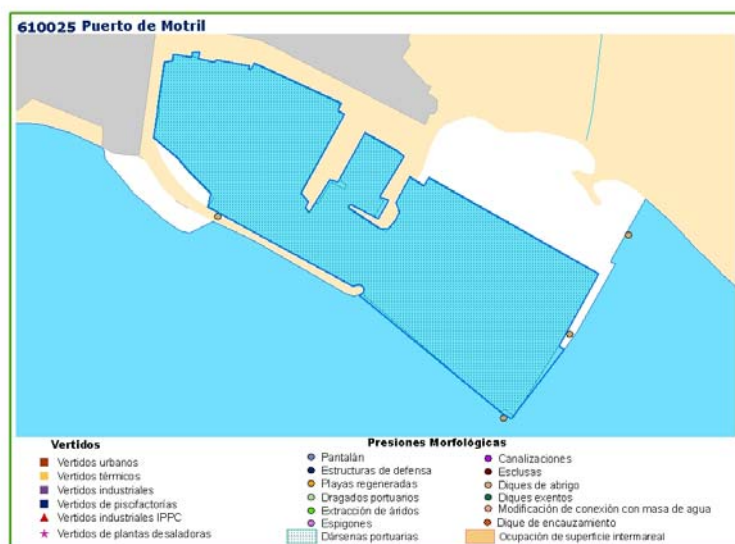 610025 Puerto de Motril
Vertidos
Vertidos urbanos
Vertidos térmicos
Vertidos industriales
Vertidos de piscifactorías
Vertidos industriales IPPC
Vertidos de plantas desaladoras
Presiones Morfológicas
Pantalán
Estructuras de defensa
Playas regeneradas
Dragados portuarios
Extracción de áridos
Espigones
Dársenas portuarias
Canalizaciones
Esclusas
Diques de abrigo
Diques exentos
Modificación de conexión con masa de agua
Dique de encauzamiento
Ocupación de superficie intermareal